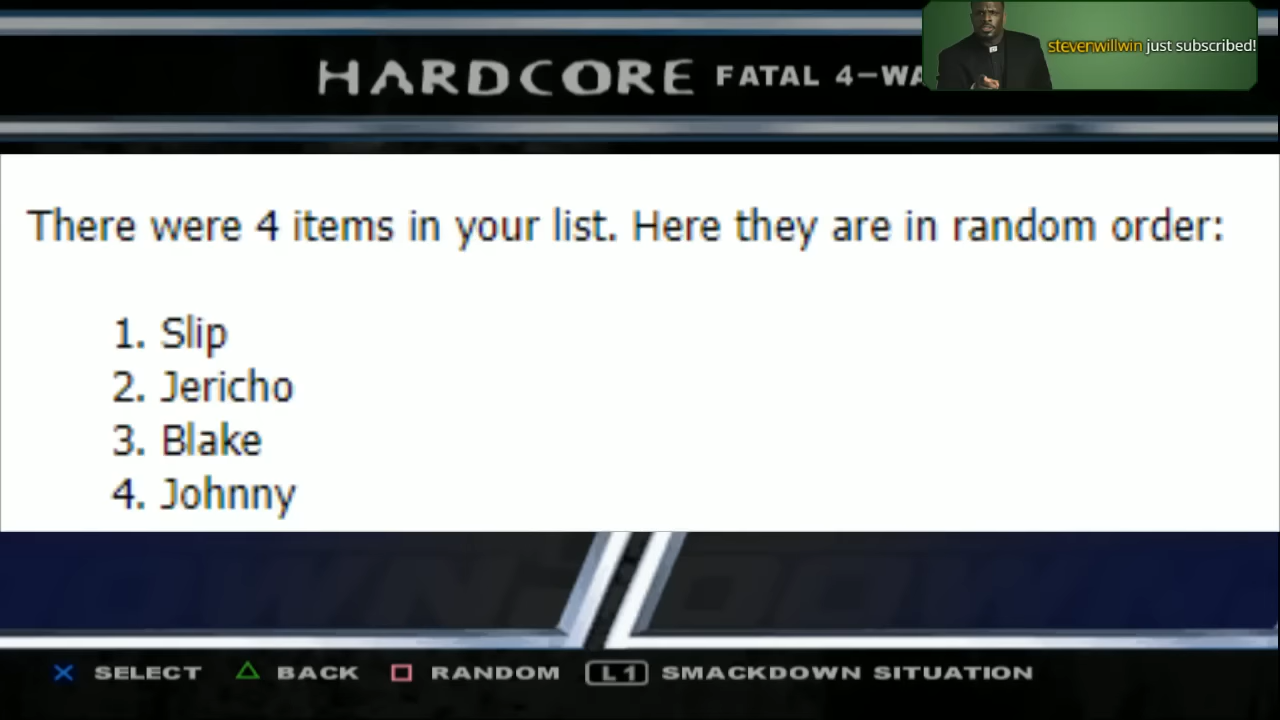 HARDCORE FATAL 4-WA
stevenwillwin just subscribed!
There were 4 items in your list. Here they are in random order:
1. Slip
2. Jericho
3. Blake
4. Johnny
SELECT BACK RANDOM L1 SMACKDOWN SITUATION